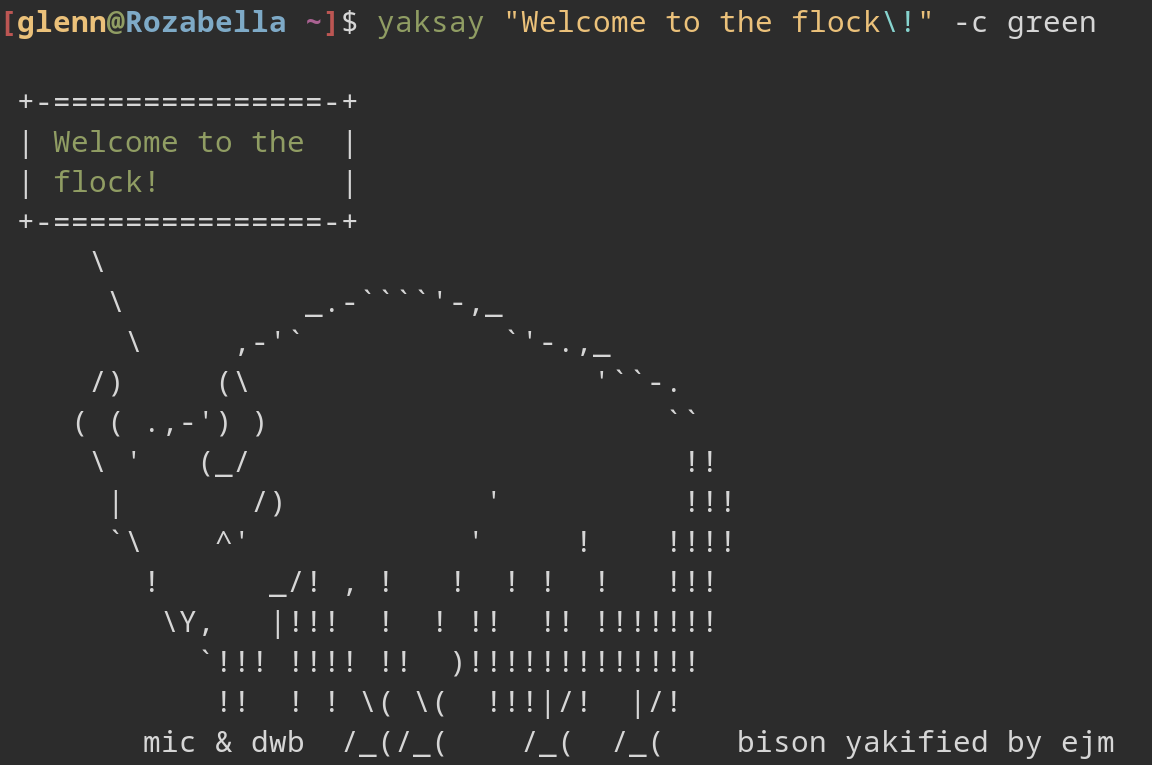 [glenn@Rozabella ~]$ yaksay "Welcome to the flock\!" -c green
Welcome to the
flock!
mic & dwb bison yakified by ejm